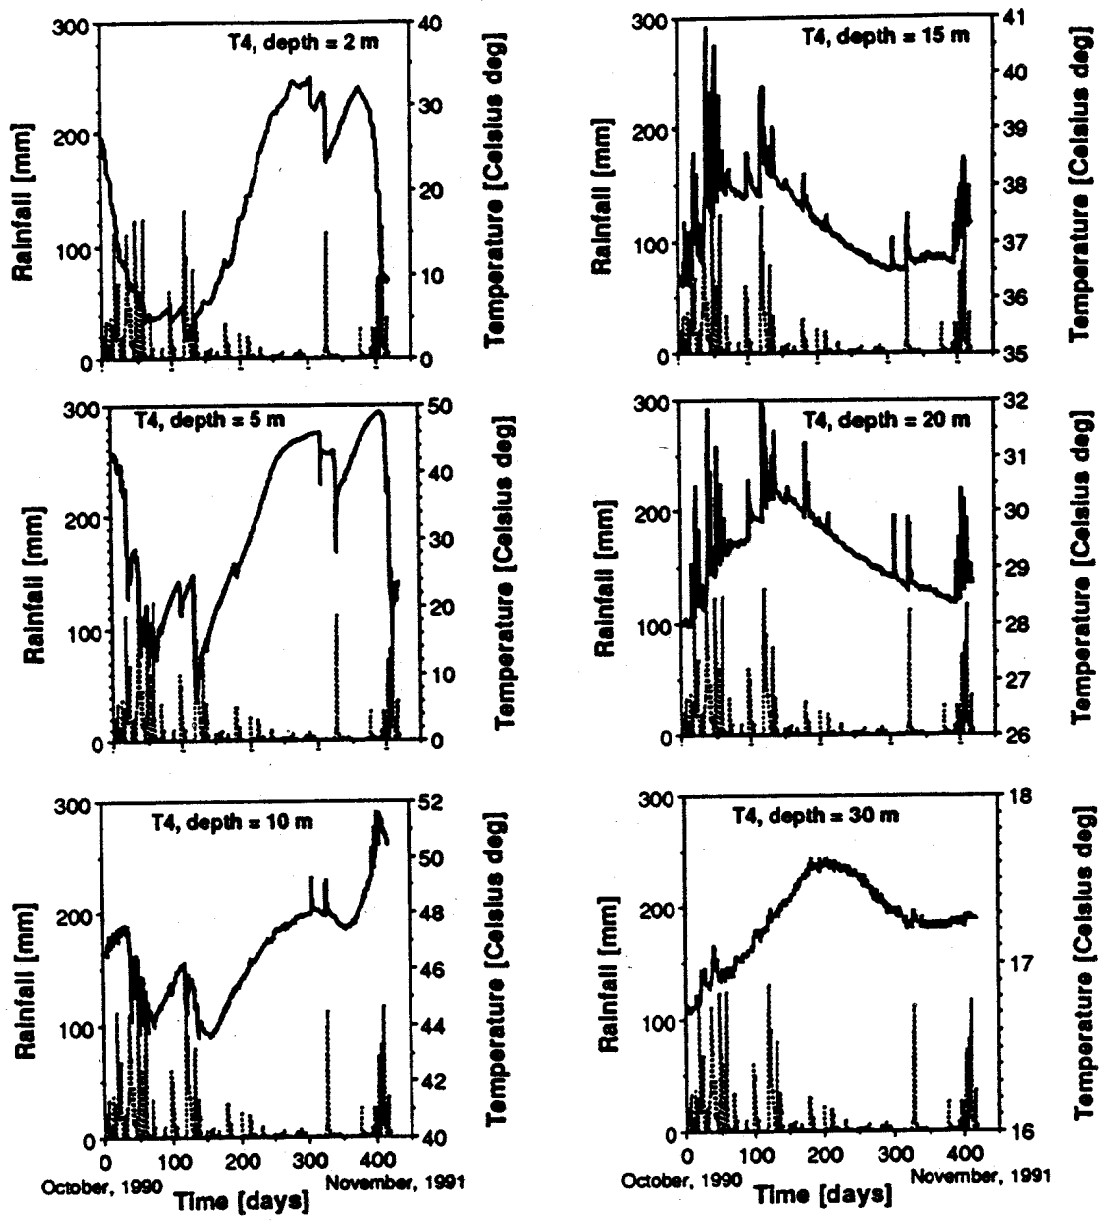 T4, depth = 2 m
Rainfall [mm]
300
200
100
0
40
30
20
10
0
Temperature [Celsius deg]
T4, depth = 15 m
Rainfall [mm]
300
200
100
0
41
40
39
38
37
36
35
Temperature [Celsius deg]
T4, depth = 5 m
Rainfall [mm]
300
200
100
0
50
40
30
20
10
0
Temperature [Celsius deg]
T4, depth = 20 m
Rainfall [mm]
300
200
100
0
32
31
30
29
28
27
26
Temperature [Celsius deg]
T4, depth = 10 m
Rainfall [mm]
300
200
100
0
52
50
48
46
44
42
40
Temperature [Celsius deg]
0 100 200 300 400
October, 1990 November, 1991
Time [days]
T4, depth = 30 m
Rainfall [mm]
300
200
100
0
18
17
16
Temperature [Celsius deg]
0 100 200 300 400
October, 1990 November, 1991
Time [days]